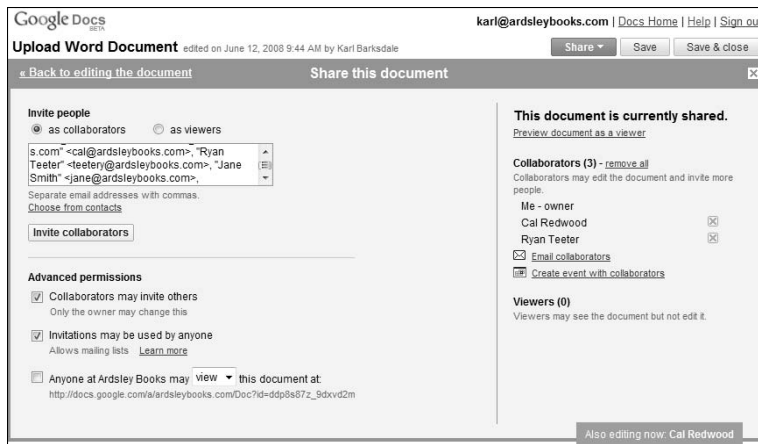 Google Docs
BETA
karl@ardsleybooks.com | Docs Home | Help | Sign ou
Upload Word Document edited on June 12, 2008 9:44 AM by Karl Barksdale
Share Save Save & close
« Back to editing the document Share this document
Invite people
as collaborators as viewers
s.com" <cal@ardsleybooks.com>, "Ryan
Teeter" <teetery@ardsleybooks.com>, "Jane
Smith" <jane@ardsleybooks.com>,
Separate email addresses with commas.
Choose from contacts
Invite collaborators
Advanced permissions
Collaborators may invite others
Only the owner may change this
Invitations may be used by anyone
Allows mailing lists Learn more
Anyone at Ardsley Books may view this document at:
http://docs.google.com/a/ardsleybooks.com/Doc?id=ddp8s87z_9dxvd2m
This document is currently shared.
Preview document as a viewer
Collaborators (3) - remove all
Collaborators may edit the document and invite more
people.
Me - owner
Cal Redwood
Ryan Teeter
Email collaborators
Create event with collaborators
Viewers (0)
Viewers may see the document but not edit it.
Also editing now: Cal Redwood